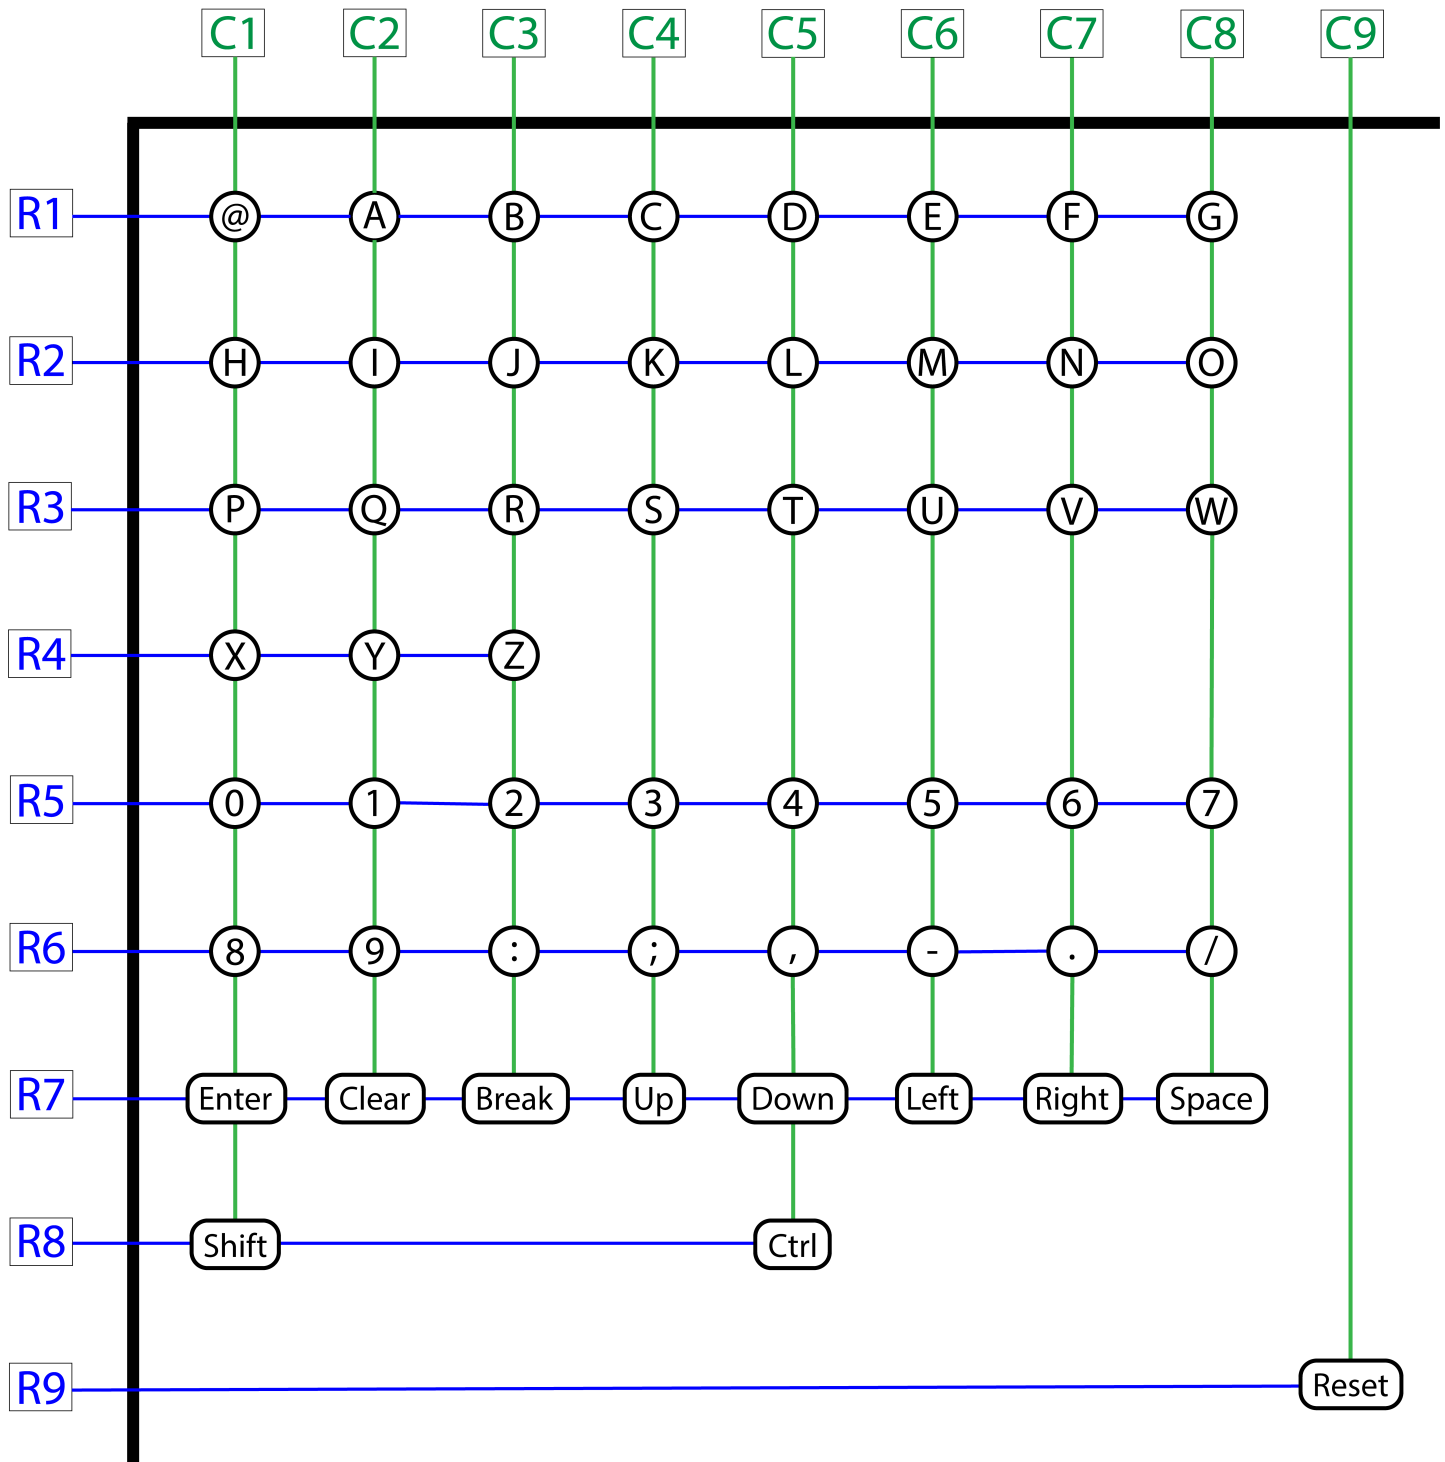 C1 C2 C3 C4 C5 C6 C7 C8 C9
R1 @ A B C D E F G
R2 H I J K L M N O
R3 P Q R S T U V W
R4 X Y Z
R5 0 1 2 3 4 5 6 7
R6 8 9 : ; , - . /
R7 Enter Clear Break Up Down Left Right Space
R8 Shift Ctrl
R9 Reset